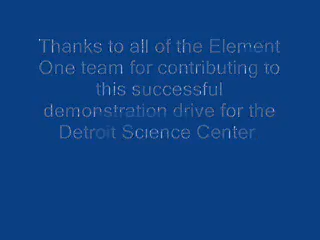 Thanks to all of the Element
One team for contributing to
this successful
demonstration drive for the
Detroit Science Center